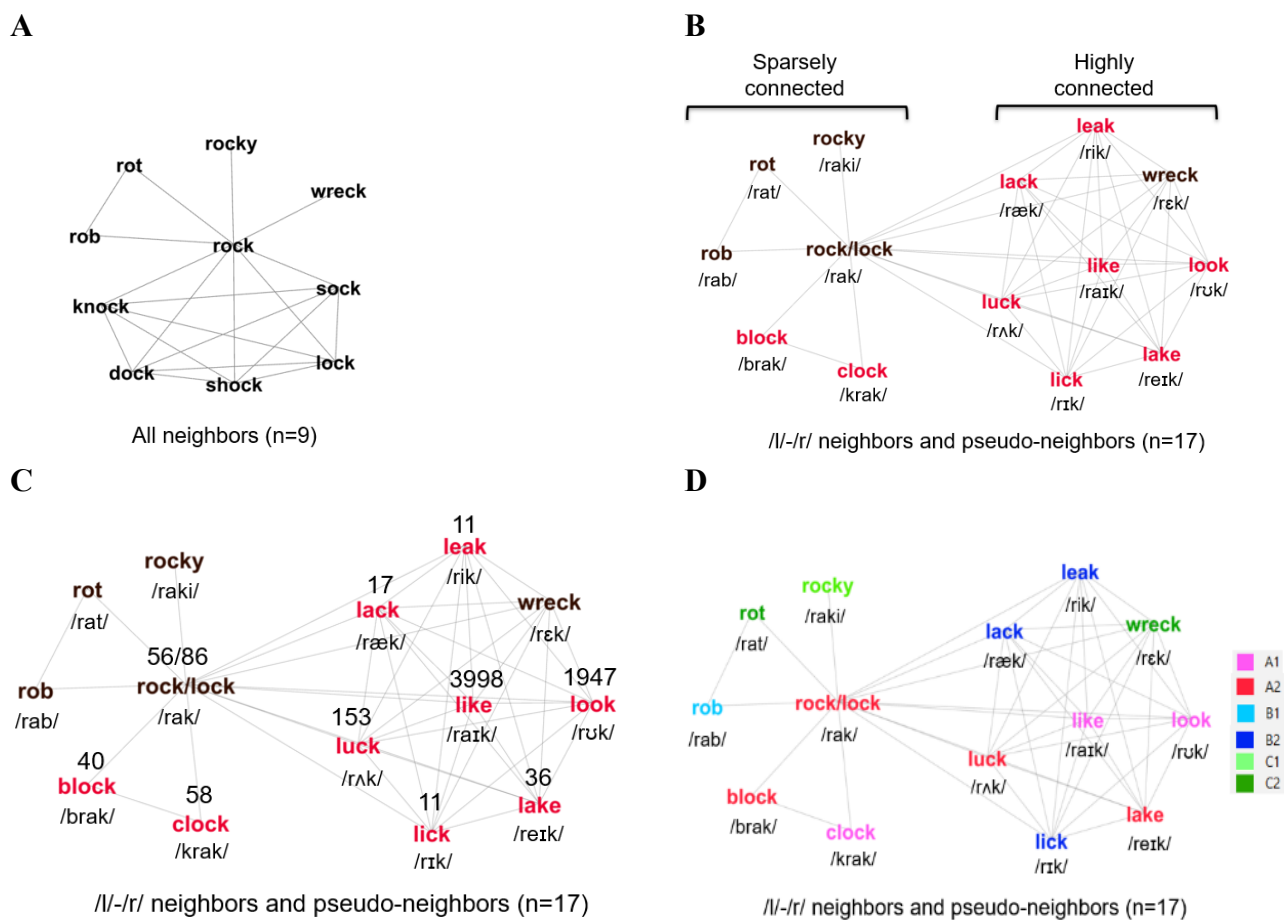 A
rocky
rot
wreck
rob
rock
sock
knock
lock
dock
shock
All neighbors (n=9)
B
Sparsely
connected
Highly
connected
leak
/rik/
rocky
/raki/
rot
/rat/
lack
/ræk/
wreck
/rɛk/
rob
/rab/
rock/lock
/rak/
like
/raɪk/
look
/rʊk/
luck
/rʌk/
block
/brak/
lake
/reɪk/
clock
/krak/
lick
/rɪk/
/l/-/r/ neighbors and pseudo-neighbors (n=17)
C
11
leak
/rik/
rocky
/raki/
17
lack
/ræk/
rot
/rat/
wreck
/rɛk/
56/86
rock/lock
/rak/
rob
/rab/
3998
like
/raɪk/
1947
look
/rʊk/
153
luck
/rʌk/
40
block
/brak/
58
clock
/krak/
11
lick
/rɪk/
36
lake
/reɪk/
/l/-/r/ neighbors and pseudo-neighbors (n=17)
D
leak
/rik/
rocky
/raki/
rot
/rat/
lack
/ræk/
wreck
/rɛk/
rob
/rab/
rock/lock
/rak/
like
/raɪk/
look
/rʊk/
luck
/rʌk/
block
/brak/
clock
/krak/
lake
/reɪk/
lick
/rɪk/
A1
A2
B1
B2
C1
C2
/l/-/r/ neighbors and pseudo-neighbors (n=17)